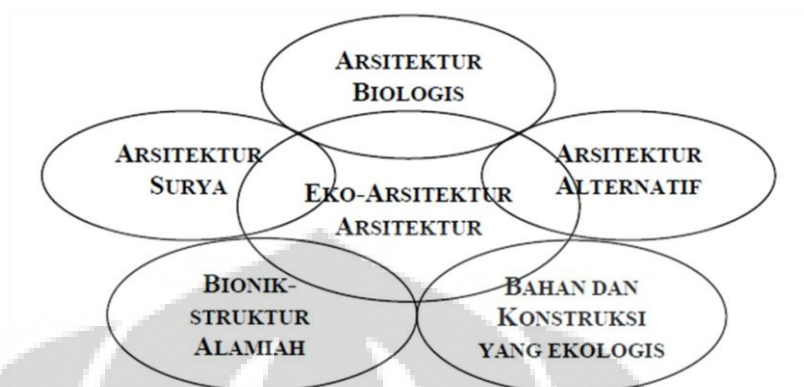 ARSITEKTUR
BIOLOGIS
ARSITEKTUR
SURYA
EKO-ARSITEKTUR
ARSITEKTUR
ARSITEKTUR
ALTERNATIF
BIONIK-
STRUKTUR
ALAMIAH
BAHAN DAN
KONSTRUKSI
YANG EKOLOGIS